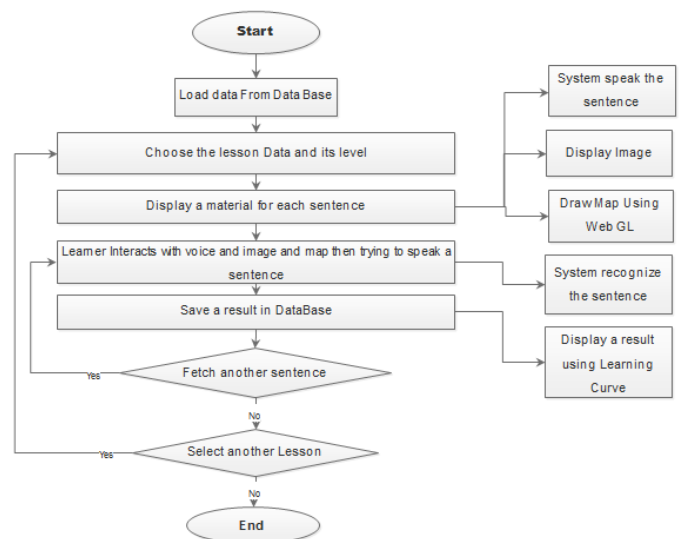 Start
Load data From Data Base
Choose the lesson Data and its level
Display a material for each sentence
Learner Interacts with voice and image and map then trying to speak a
sentence
Save a result in DataBase
Fetch another sentence
Yes
No
Select another Lesson
Yes
No
End
System speak the
sentence
Display Image
Draw Map Using
Web GL
System recognize
the sentence
Display a result
using Learning
Curve